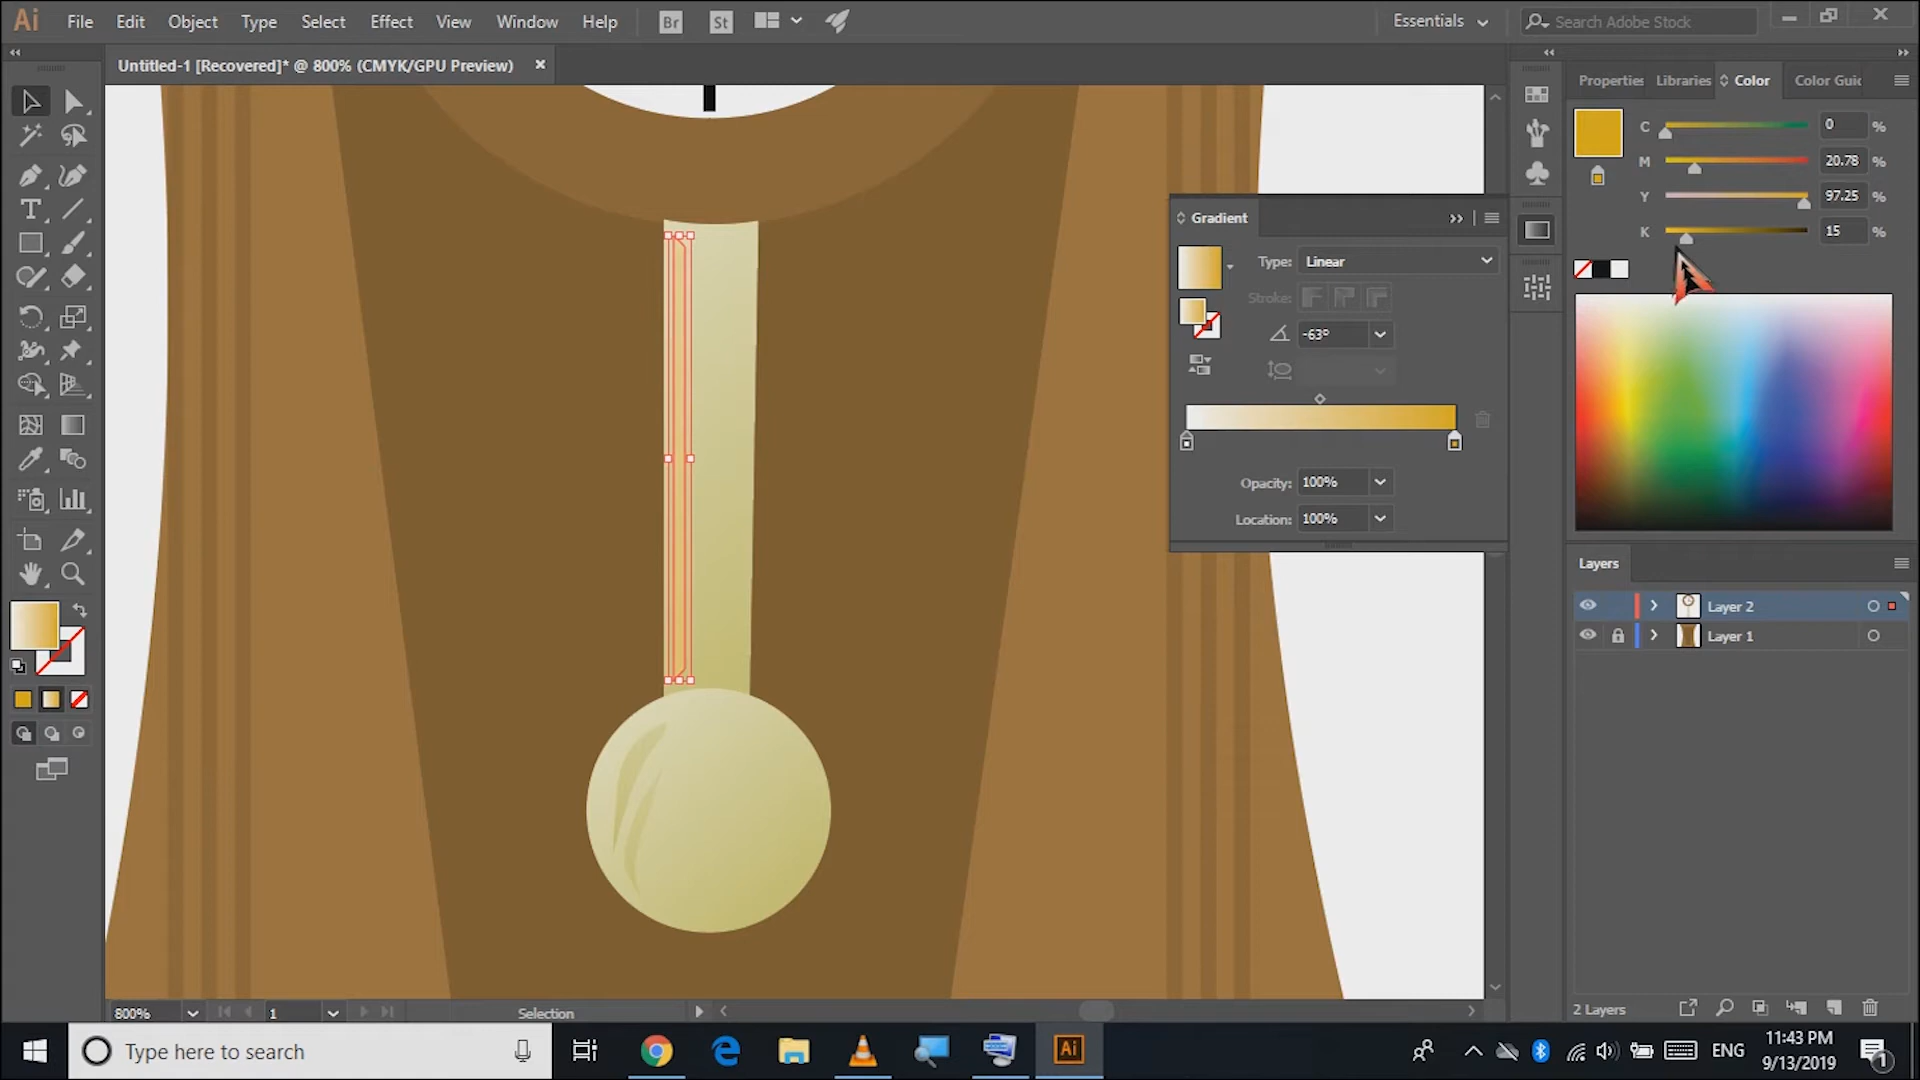 Ai File Edit Object Type Select Effect View Window Help Br St Essentials Search Adobe Stock
Untitled-1 [Recovered]* @ 800% (CMYK/GPU Preview)
Properties Libraries Color Color Guid
C 0 %
M 20.78 %
Y 97.25 %
K 15 %
Gradient
Type: Linear
Stroke:
-63°
Opacity: 100%
Location: 100%
Layers
Layer 2
Layer 1
2 Layers
800% 1 Selection
Type here to search
Ai
ENG
11:43 PM
9/13/2019
1